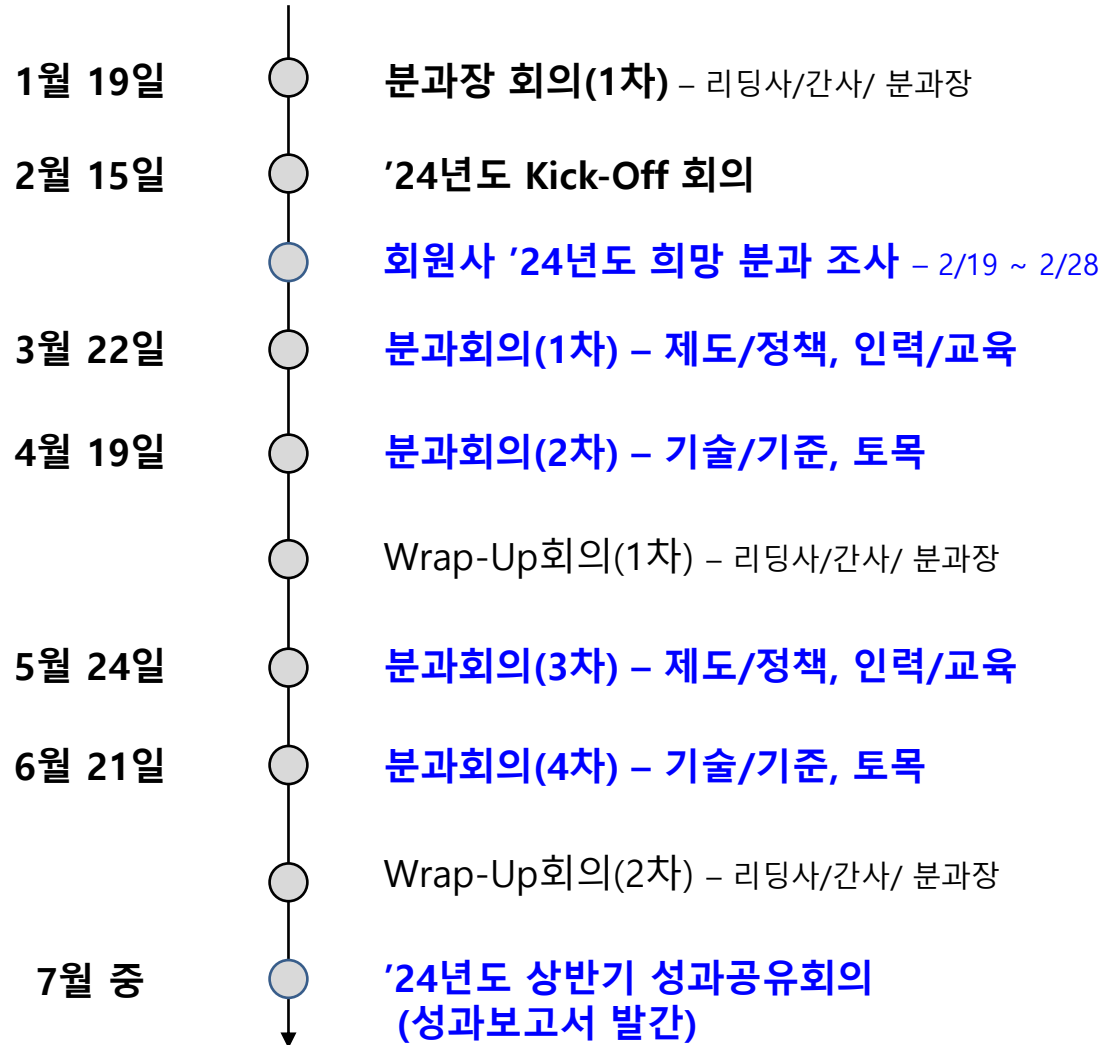 1월 19일 분과장 회의(1차) – 리딩사/간사/ 분과장
2월 15일 ’24년도 Kick-Off 회의
회원사 ’24년도 희망 분과 조사 – 2/19 ~ 2/28
3월 22일 분과회의(1차) – 제도/정책, 인력/교육
4월 19일 분과회의(2차) – 기술/기준, 토목
Wrap-Up회의(1차) – 리딩사/간사/ 분과장
5월 24일 분과회의(3차) – 제도/정책, 인력/교육
6월 21일 분과회의(4차) – 기술/기준, 토목
Wrap-Up회의(2차) – 리딩사/간사/ 분과장
7월 중 ’24년도 상반기 성과공유회의
(성과보고서 발간)